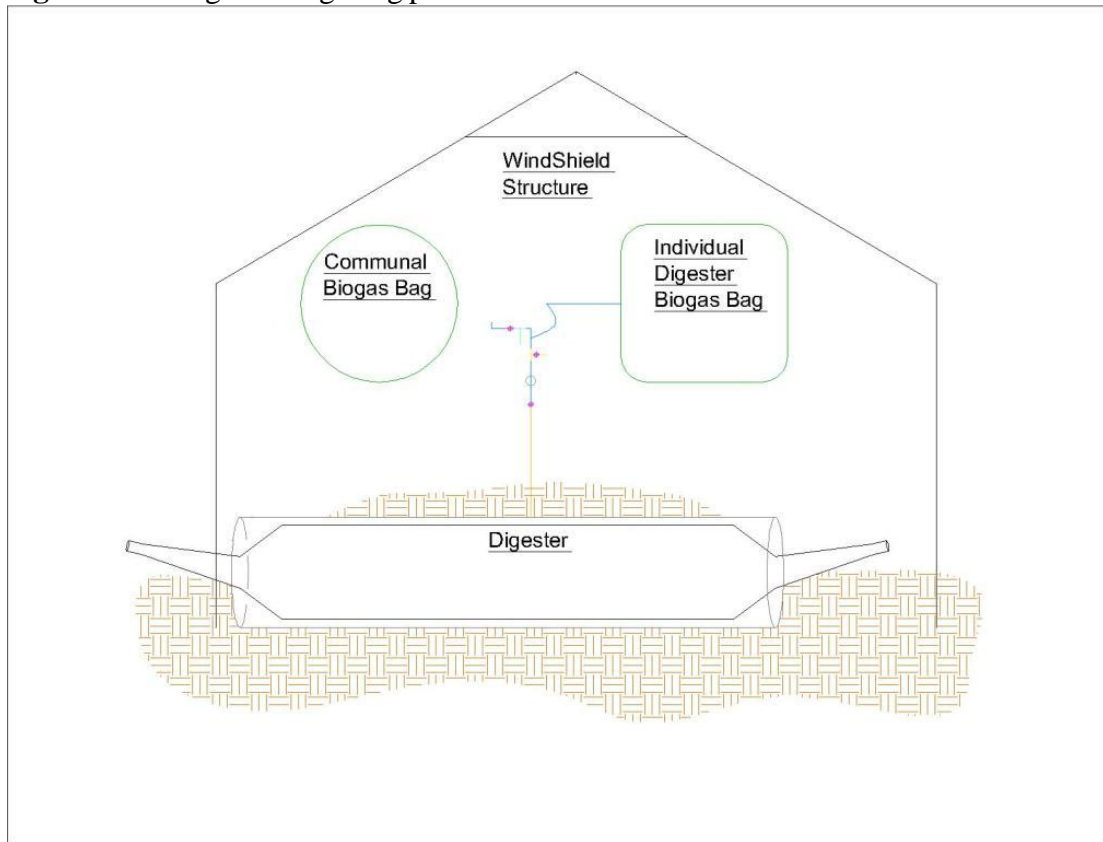 WindShield
Structure
Communal
Biogas Bag
Individual
Digester
Biogas Bag
Digester